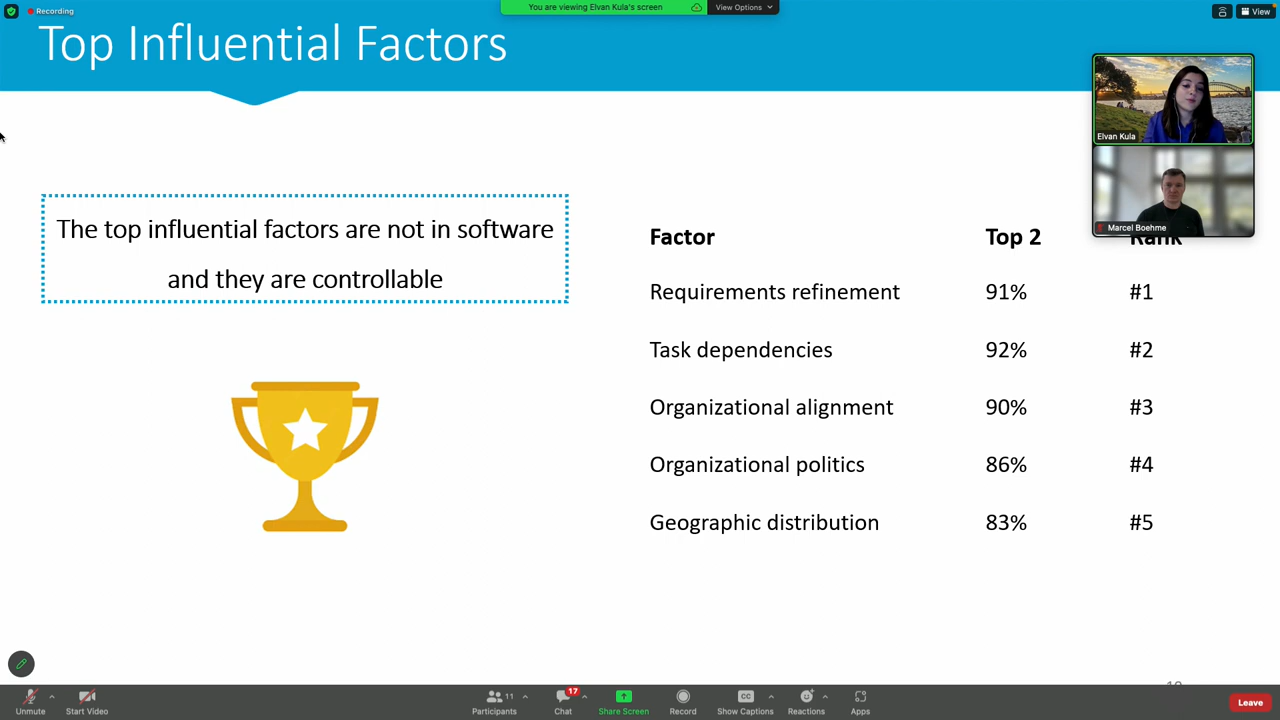 Recording
You are viewing Elvan Kula's screen
View Options
View
Top Influential Factors
Elvan Kula
Marcel Boehme
The top influential factors are not in software
and they are controllable
Factor Top 2 Rank
Requirements refinement 91% #1
Task dependencies 92% #2
Organizational alignment 90% #3
Organizational politics 86% #4
Geographic distribution 83% #5
11
17
CC
Unmute
Start Video
Participants
Chat
Share Screen
Record
Show Captions
Reactions
Apps
Leave